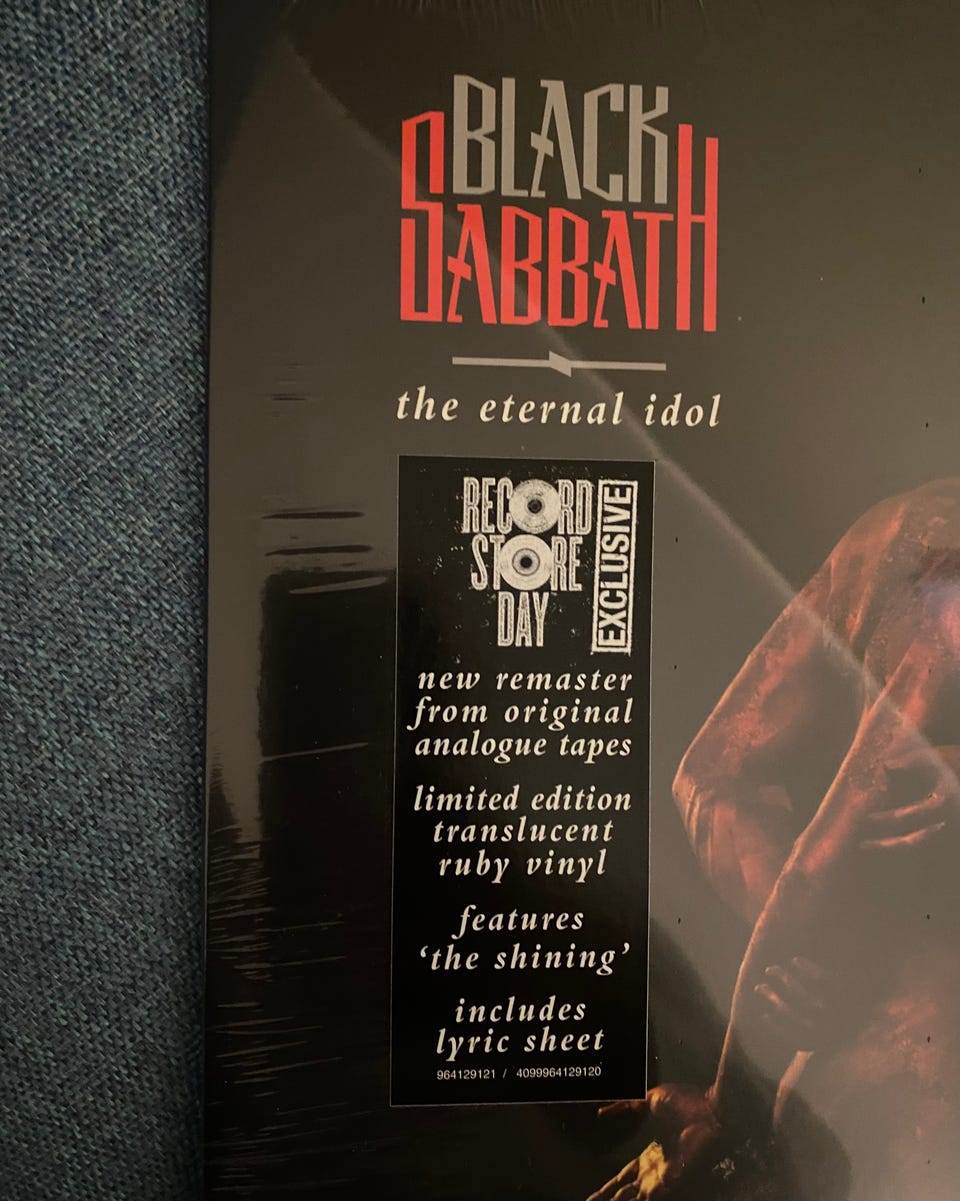 BLACK
SABBATH
the eternal idol
RECORD
STORE
DAY
EXCLUSIVE
new remaster
from original
analogue tapes
limited edition
translucent
ruby vinyl
features
‘the shining’
includes
lyric sheet
964129121 / 4099964129120